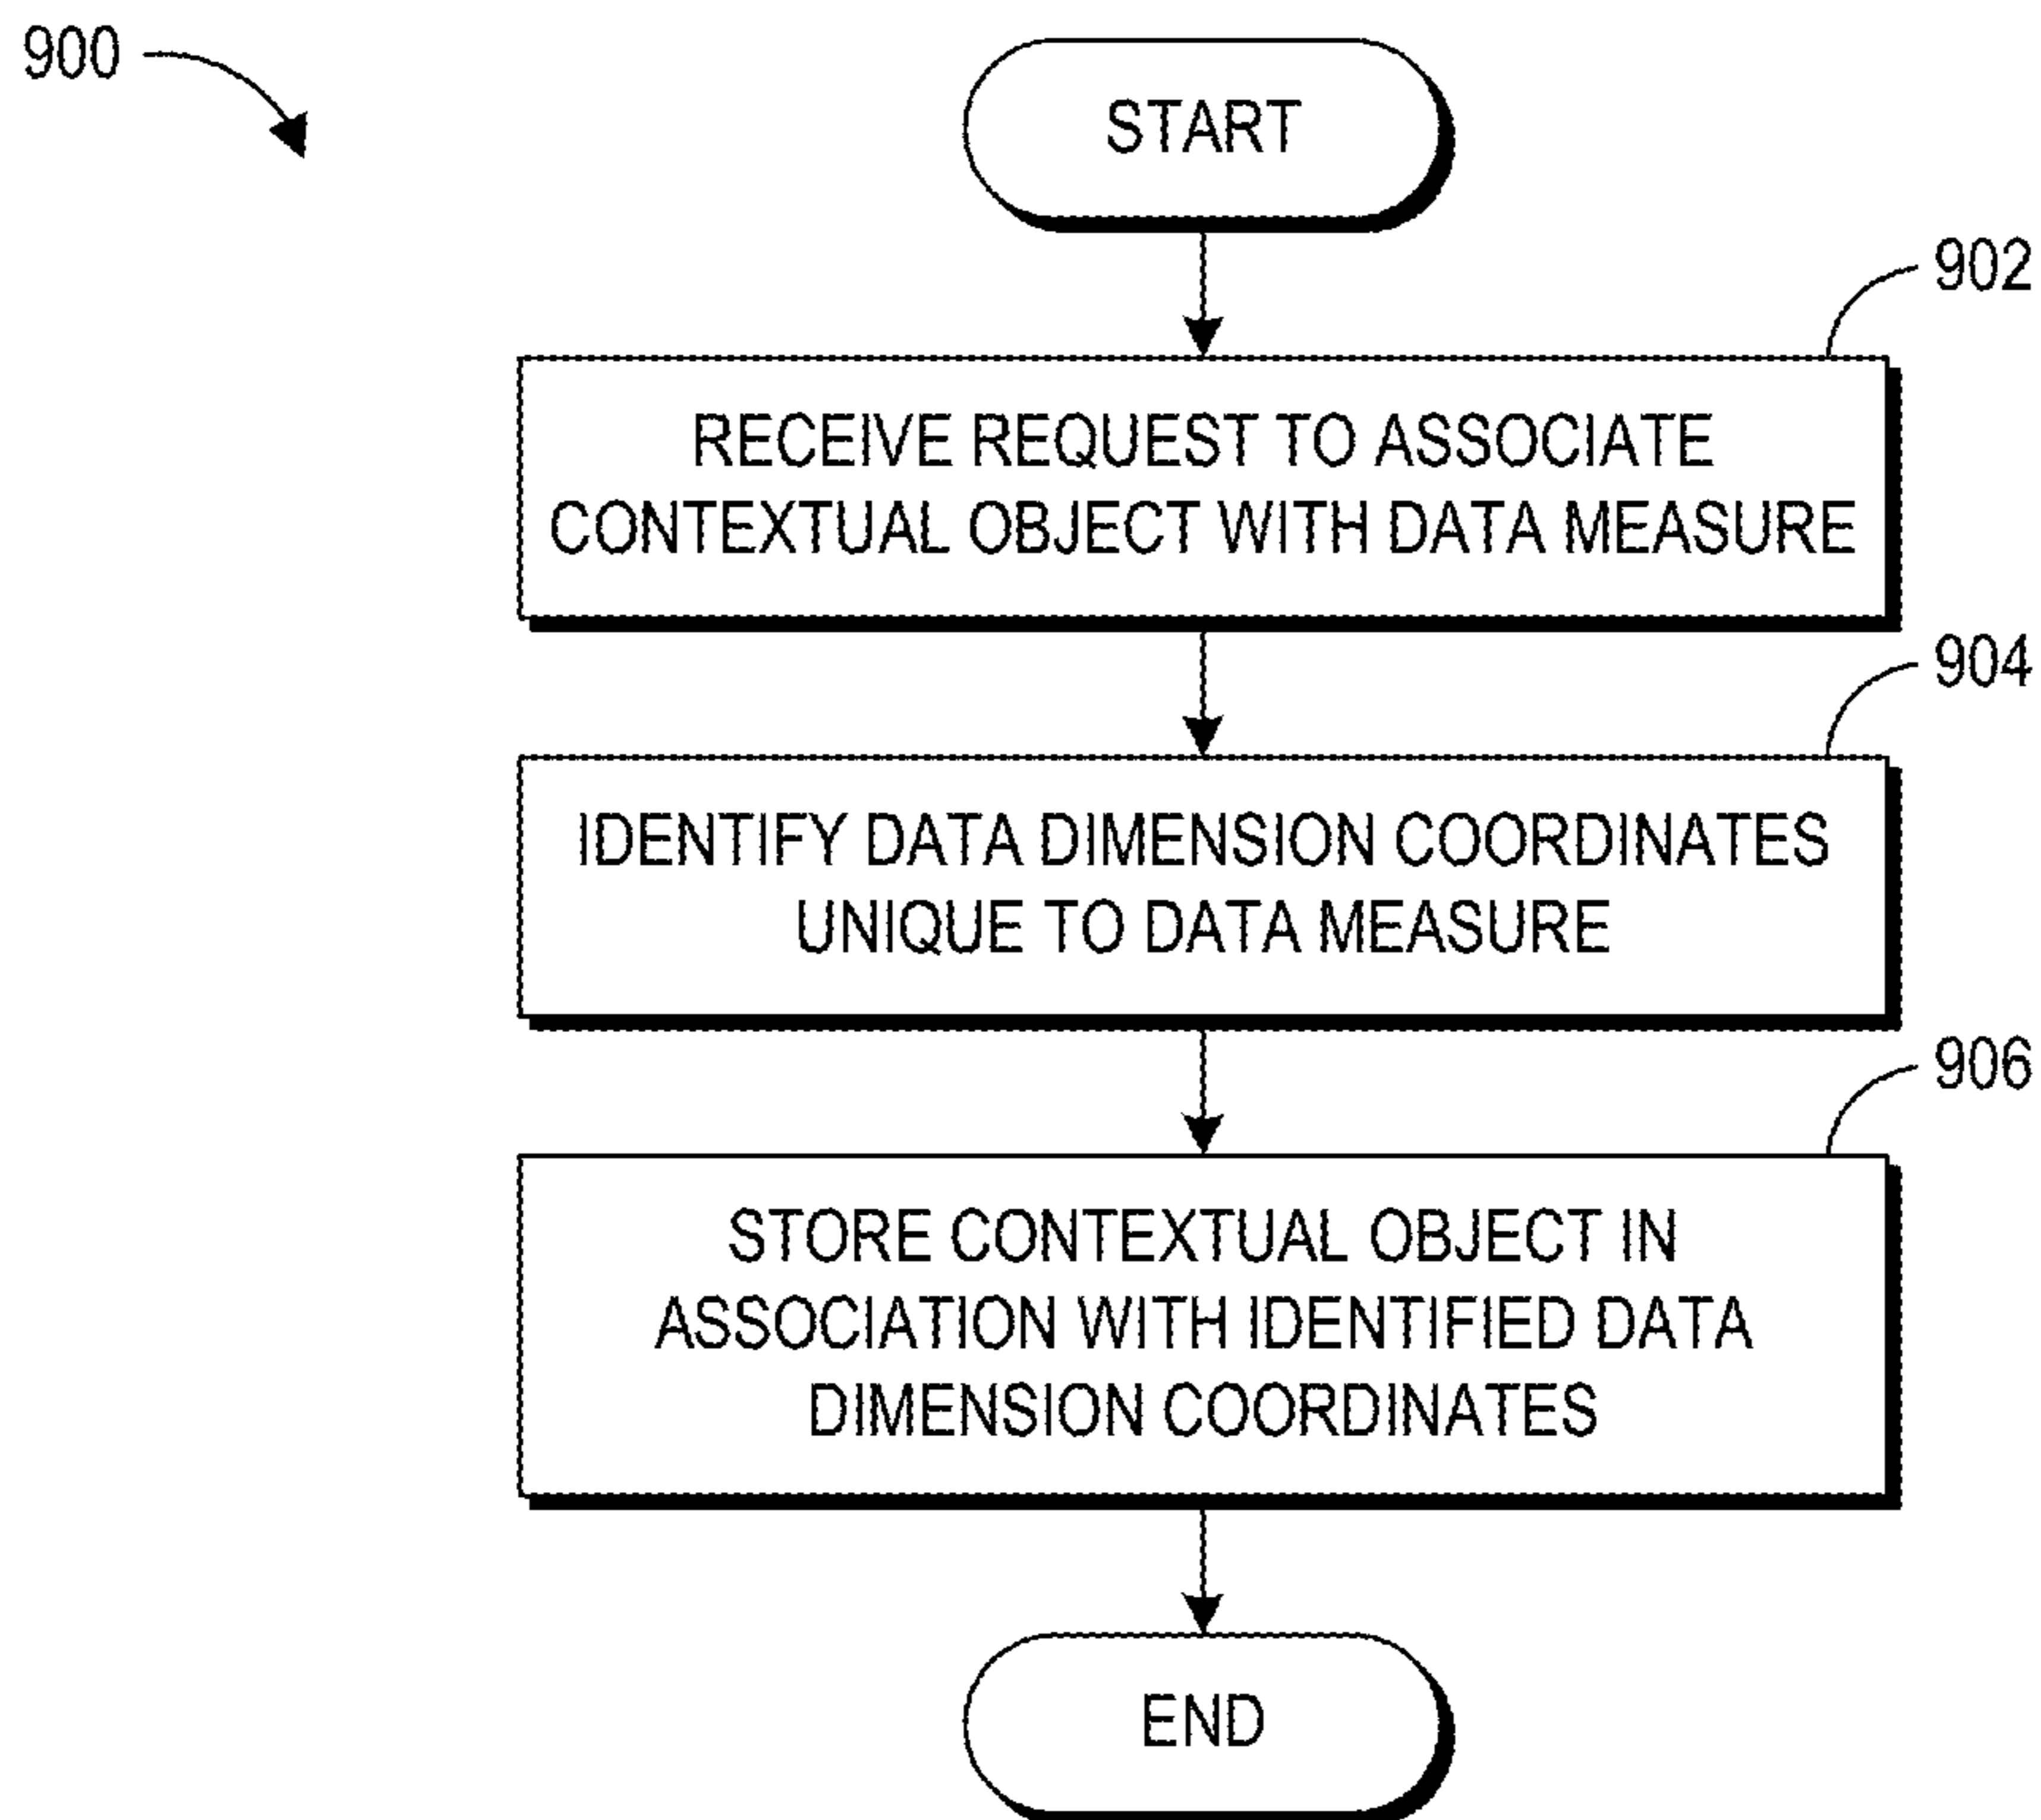 900
START
902
RECEIVE REQUEST TO ASSOCIATE
CONTEXTUAL OBJECT WITH DATA MEASURE
904
IDENTIFY DATA DIMENSION COORDINATES
UNIQUE TO DATA MEASURE
906
STORE CONTEXTUAL OBJECT IN
ASSOCIATION WITH IDENTIFIED DATA
DIMENSION COORDINATES
END